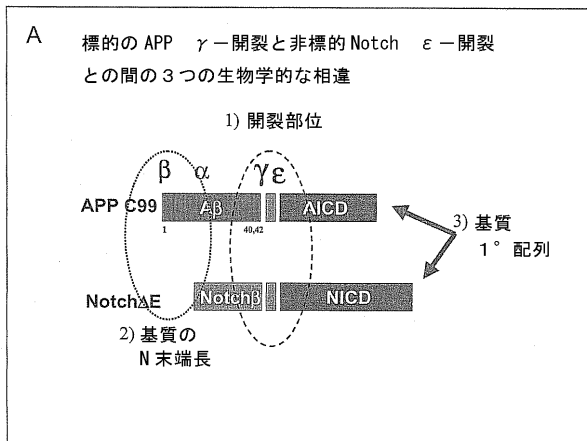 A
標的の APP γ－開裂と非標的 Notch ε－開裂
との間の３つの生物学的な相違
1) 開裂部位
β α γ ε
APP C99 Aβ AICD
1 40,42
3) 基質
１°配列
NotchΔE Notchβ NICD
2) 基質の
N 末端長